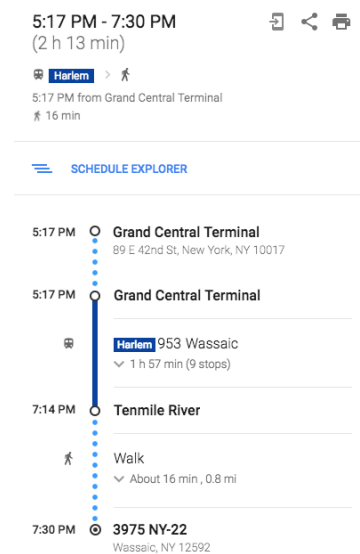 5:17 PM - 7:30 PM
(2 h 13 min)
Harlem
5:17 PM from Grand Central Terminal
16 min
SCHEDULE EXPLORER
5:17 PM Grand Central Terminal
89 E 42nd St, New York, NY 10017
5:17 PM Grand Central Terminal
Harlem 953 Wassaic
1 h 57 min (9 stops)
7:14 PM Tenmile River
Walk
About 16 min , 0.8 mi
7:30 PM 3975 NY-22
Wassaic, NY 12592